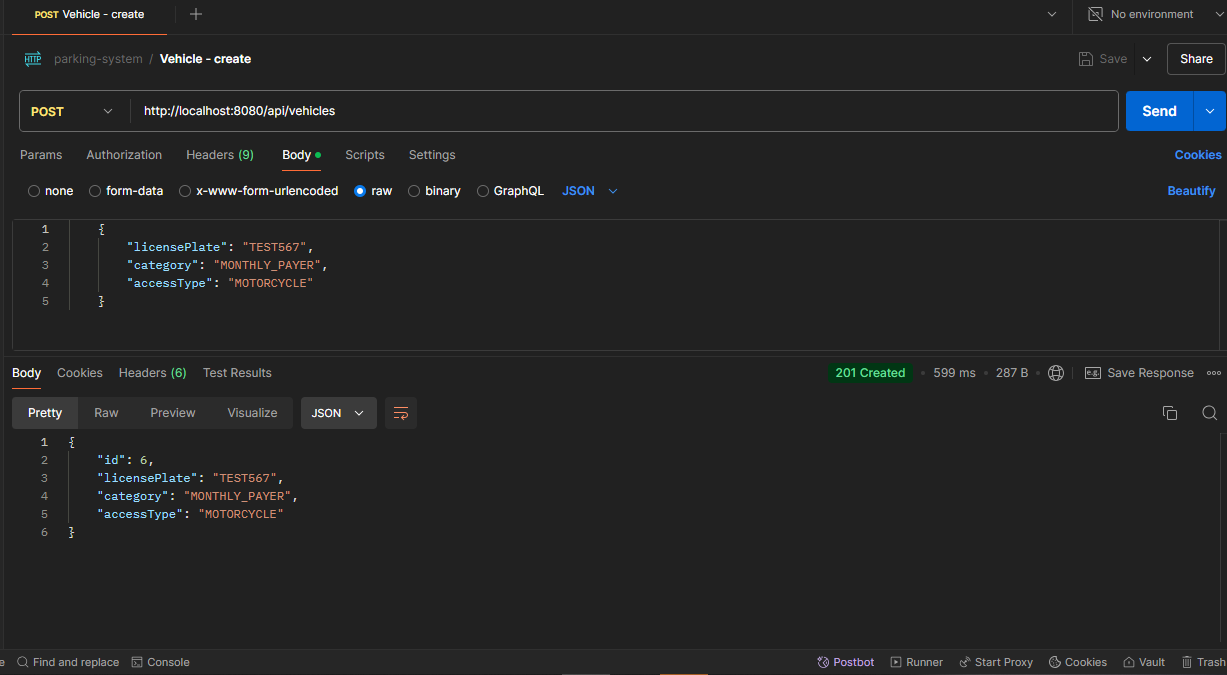 POST Vehicle - create
No environment
HTTP parking-system / Vehicle - create
Save
Share
POST http://localhost:8080/api/vehicles
Send
Params Authorization Headers (9) Body Scripts Settings Cookies
none form-data x-www-form-urlencoded raw binary GraphQL JSON Beautify
1 {
2 "licensePlate": "TEST567",
3 "category": "MONTHLY_PAYER",
4 "accessType": "MOTORCYCLE"
5 }
Body Cookies Headers (6) Test Results 201 Created 599 ms 287 B e.g. Save Response
Pretty Raw Preview Visualize JSON
1 {
2 "id": 6,
3 "licensePlate": "TEST567",
4 "category": "MONTHLY_PAYER",
5 "accessType": "MOTORCYCLE"
6 }
Find and replace Console Postbot Runner Start Proxy Cookies Vault Trash